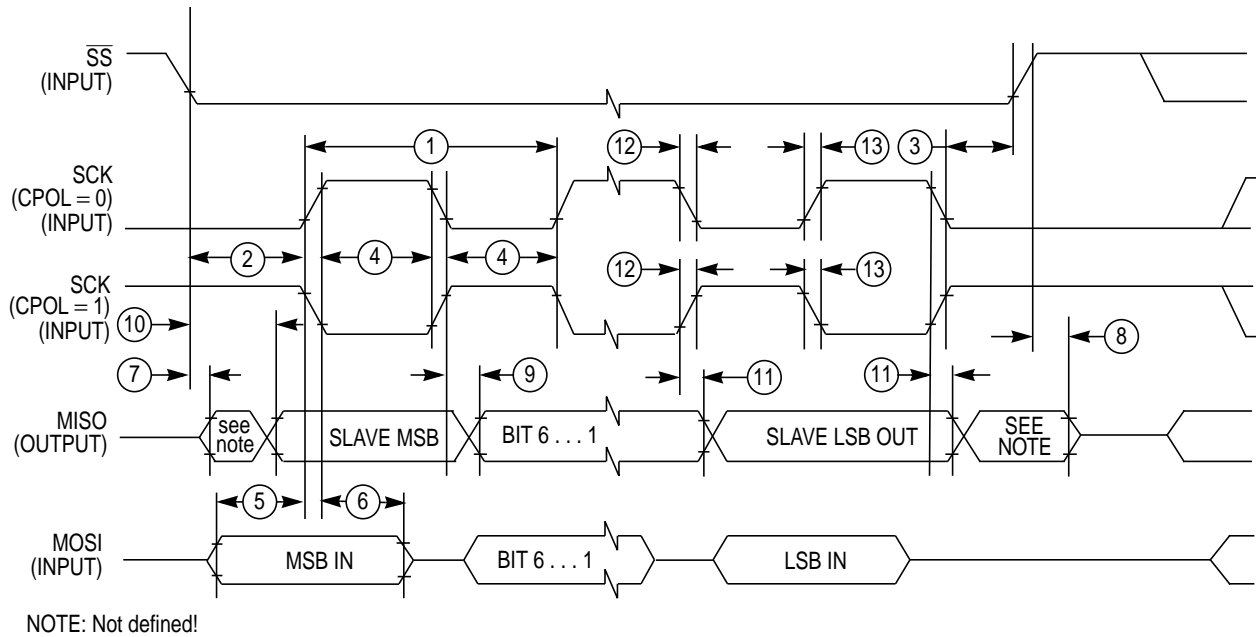 SS
(INPUT)
1
12
13
3
SCK
(CPOL = 0)
(INPUT)
2
4
4
12
13
SCK
(CPOL = 1)
(INPUT)
10
8
7
9
11
11
MISO
(OUTPUT)
see
note
SLAVE MSB
BIT 6 . . . 1
SLAVE LSB OUT
SEE
NOTE
5
6
MOSI
(INPUT)
MSB IN
BIT 6 . . . 1
LSB IN
NOTE: Not defined!